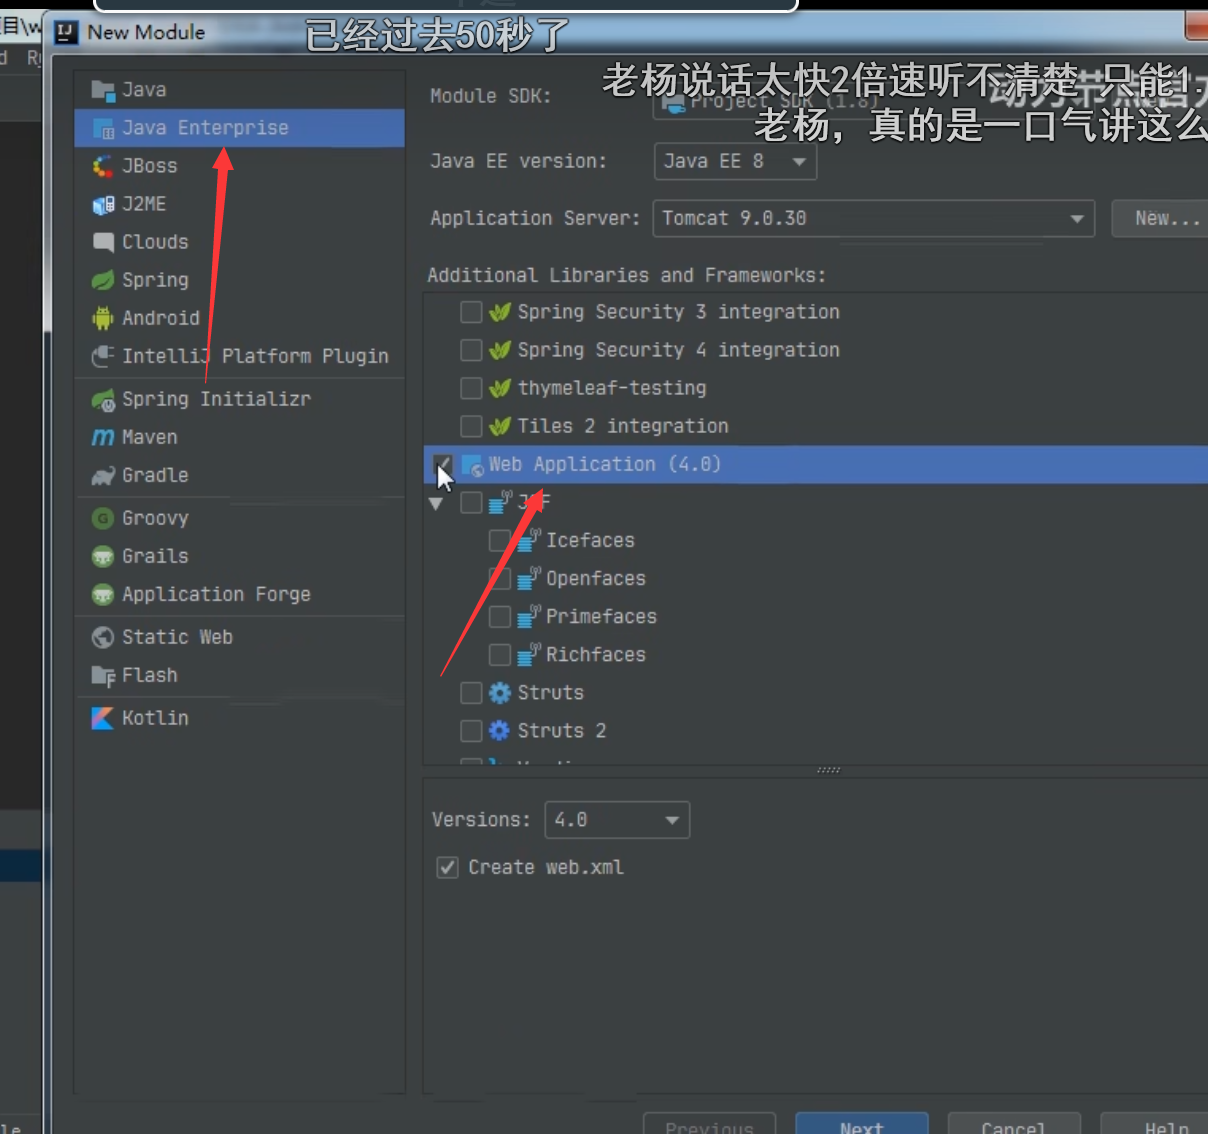 New Module
已经过去50秒了
老杨说话太快2倍速听不清楚 只能1.
老杨，真的是一口气讲这么
Java
Java Enterprise
JBoss
J2ME
Clouds
Spring
Android
IntelliJ Platform Plugin
Spring Initializr
Maven
Gradle
Groovy
Grails
Application Forge
Static Web
Flash
Kotlin
Module SDK:
Project SDK (1.8)
Java EE version:
Java EE 8
Application Server:
Tomcat 9.0.30
New...
Additional Libraries and Frameworks:
Spring Security 3 integration
Spring Security 4 integration
thymeleaf-testing
Tiles 2 integration
Web Application (4.0)
JSF
Icefaces
Openfaces
Primefaces
Richfaces
Struts
Struts 2
Versions:
4.0
Create web.xml
Previous
Next
Cancel
Help